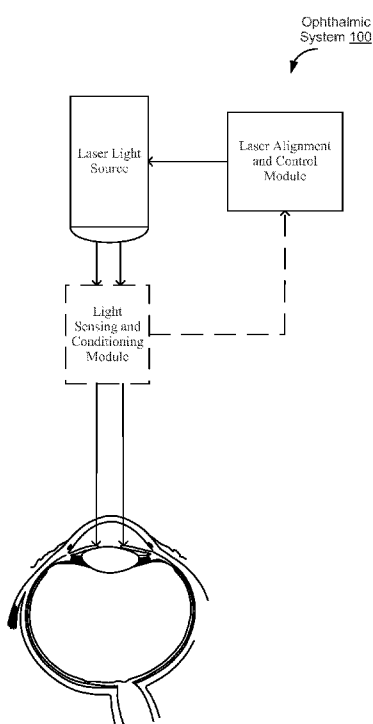 Ophthalmic
System 100
Laser Light
Source
Laser Alignment
and Control
Module
Light
Sensing and
Conditioning
Module